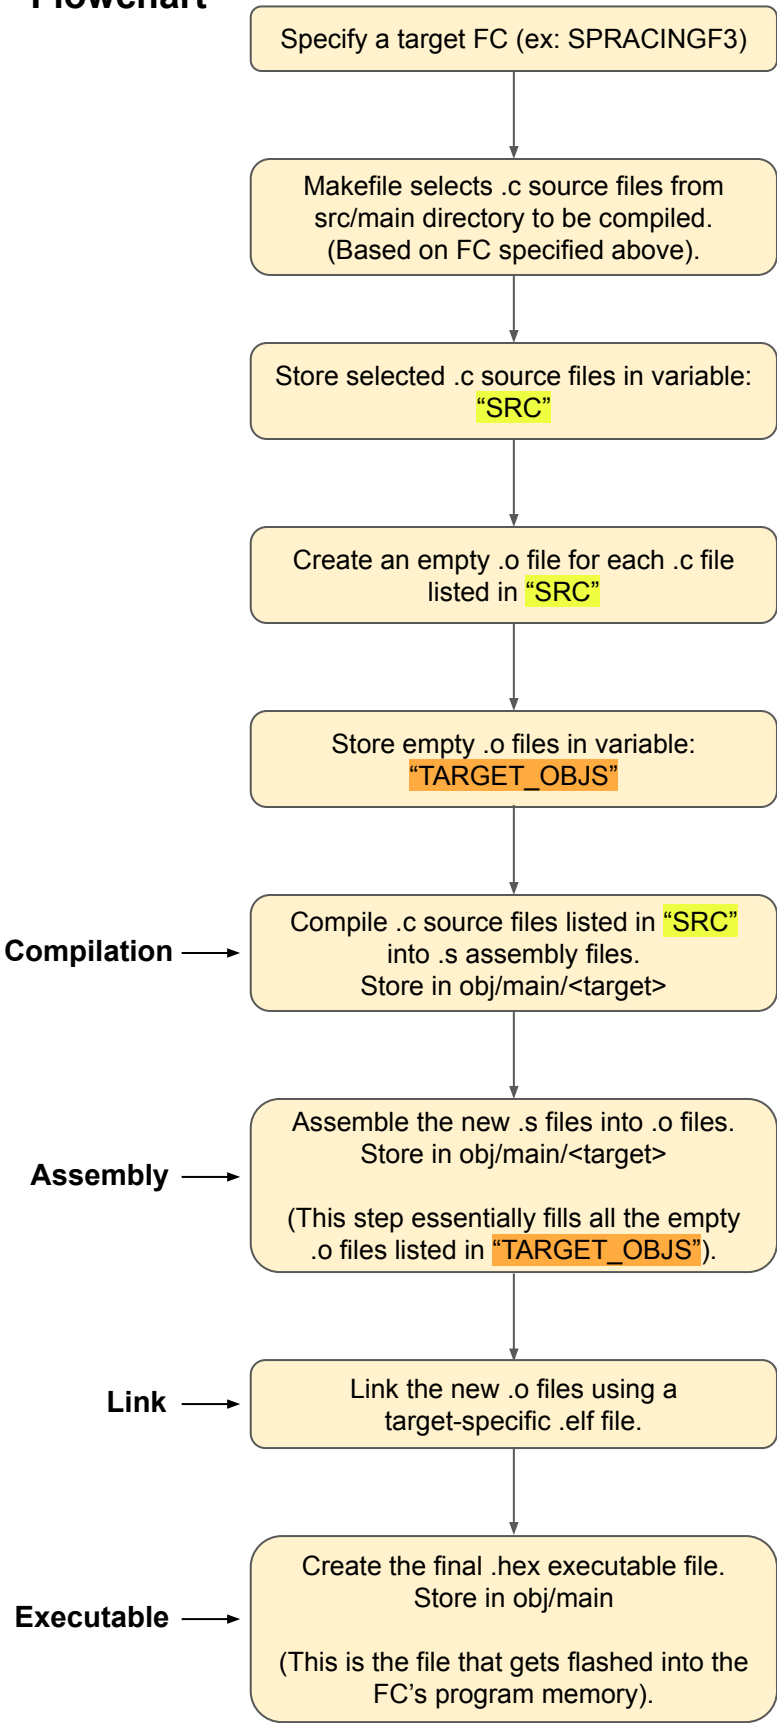 Flowchart
Specify a target FC (ex: SPRACINGF3)
Makefile selects .c source files from
src/main directory to be compiled.
(Based on FC specified above).
Store selected .c source files in variable:
“SRC”
Create an empty .o file for each .c file
listed in “SRC”
Store empty .o files in variable:
“TARGET_OBJS”
Compilation
Compile .c source files listed in “SRC”
into .s assembly files.
Store in obj/main/<target>
Assembly
Assemble the new .s files into .o files.
Store in obj/main/<target>
(This step essentially fills all the empty
.o files listed in “TARGET_OBJS”).
Link
Link the new .o files using a
target-specific .elf file.
Executable
Create the final .hex executable file.
Store in obj/main
(This is the file that gets flashed into the
FC’s program memory).